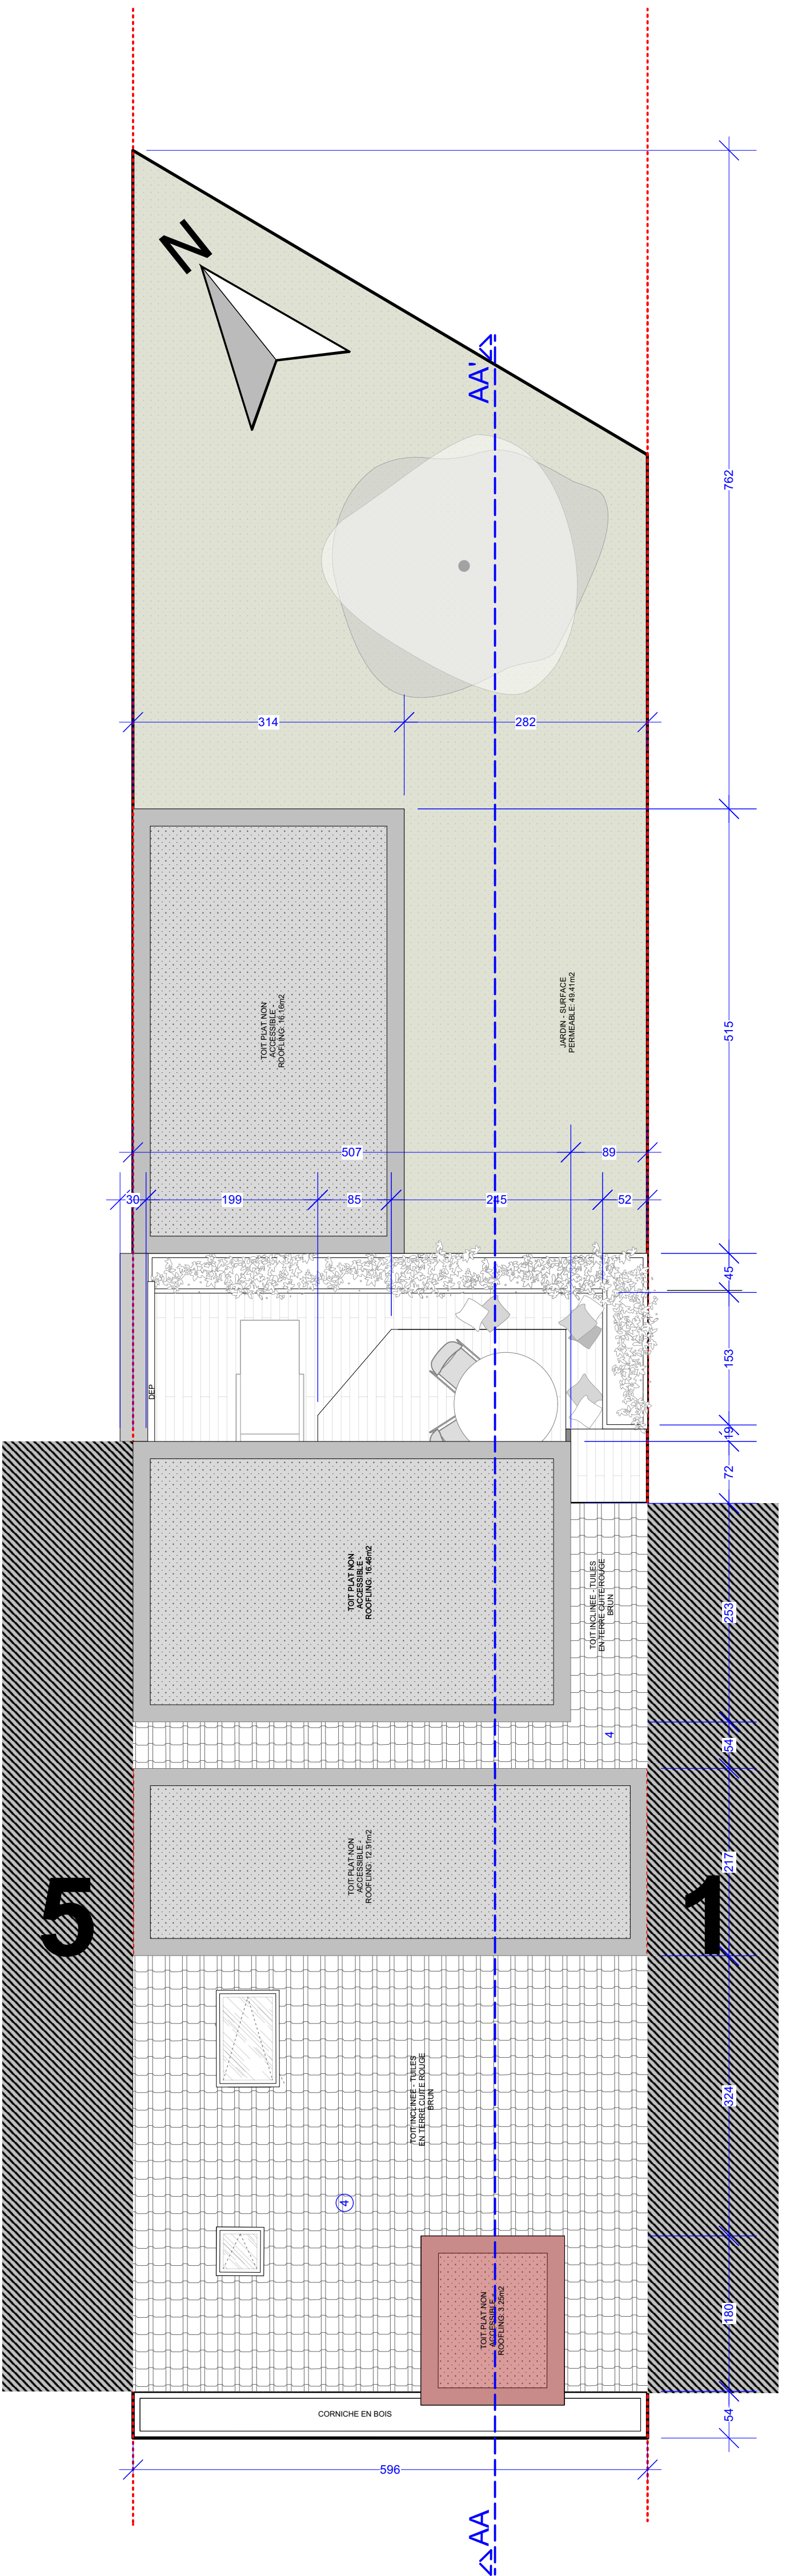 N
AA'
762
314
282
TOIT PLAT NON
ACCESSIBLE -
ROOFLING: 16.16m2
JARDIN - SURFACE
PERMEABLE: 49.41m2
515
507
89
30
199
85
245
52
45
DEP
153
19
72
TOIT PLAT NON
ACCESSIBLE -
ROOFLING: 16.46m2
TOIT INCLINEE - TUILES
EN TERRE CUITE ROUGE
BRUN
253
4
54
TOIT PLAT NON
ACCESSIBLE -
ROOFLING: 12.91m2
217
5
1
TOIT INCLINEE - TUILES
EN TERRE CUITE ROUGE
BRUN
324
4
TOIT PLAT NON
ACCESSIBLE -
ROOFLING: 3.25m2
180
CORNICHE EN BOIS
54
596
AA